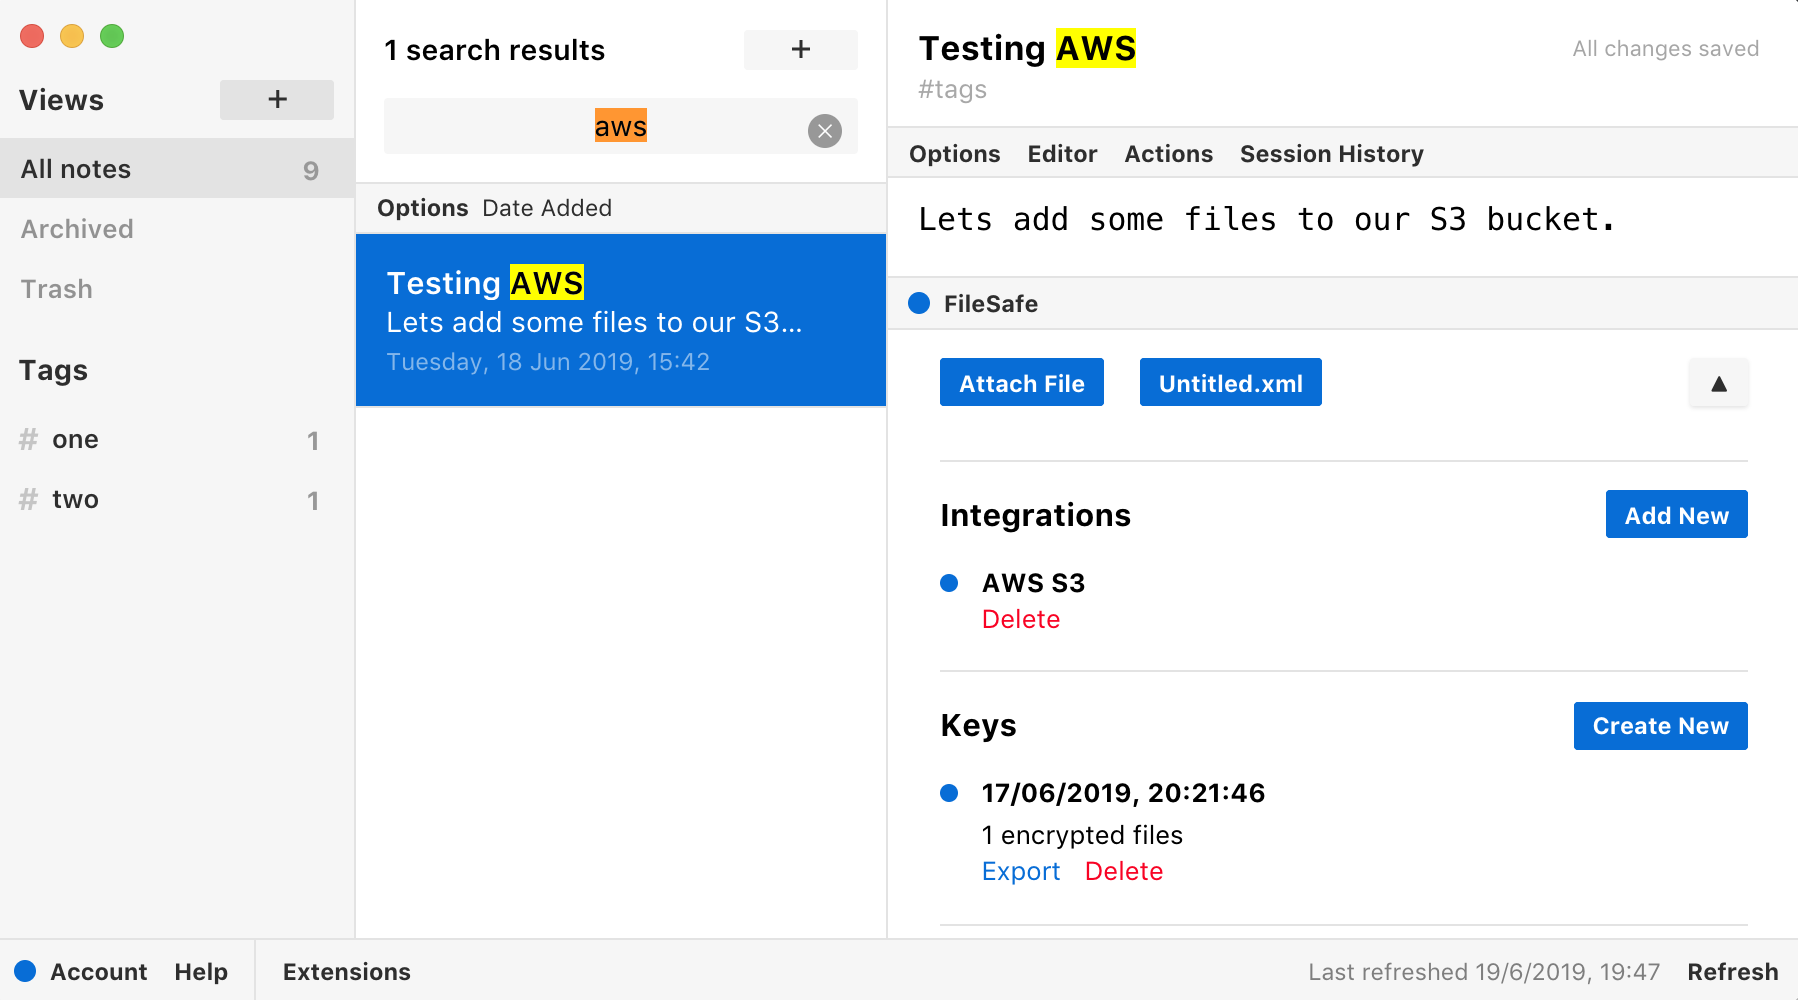 Views
+
All notes 9
Archived
Trash
Tags
# one 1
# two 1
1 search results
+
aws
Options Date Added
Testing AWS
Lets add some files to our S3...
Tuesday, 18 Jun 2019, 15:42
Testing AWS
All changes saved
#tags
Options Editor Actions Session History
Lets add some files to our S3 bucket.
FileSafe
Attach File Untitled.xml ▲
Integrations Add New
AWS S3
Delete
Keys Create New
17/06/2019, 20:21:46
1 encrypted files
Export Delete
Account Help Extensions
Last refreshed 19/6/2019, 19:47 Refresh